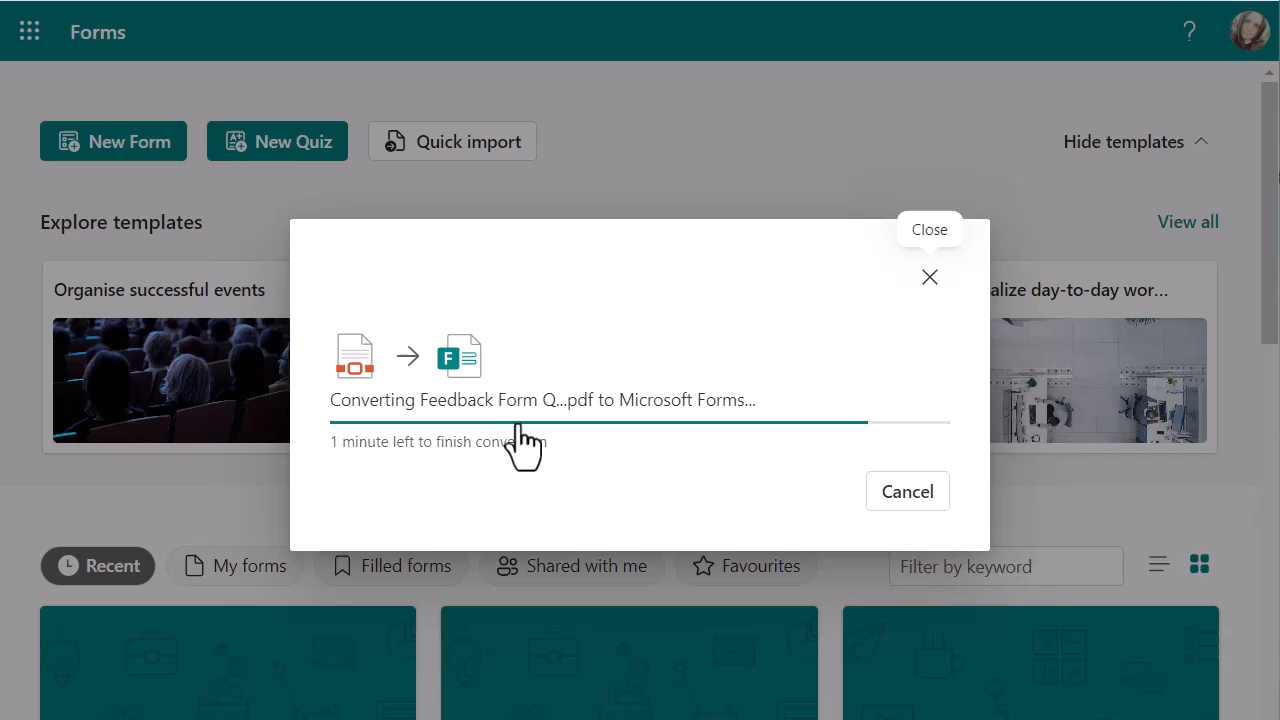 Forms
?
New Form
New Quiz
Quick import
Hide templates
Explore templates
View all
Close
Organise successful events
alize day-to-day wor...
F
Converting Feedback Form Q...pdf to Microsoft Forms...
1 minute left to finish
Cancel
Recent
My forms
Filled forms
Shared with me
Favourites
Filter by keyword